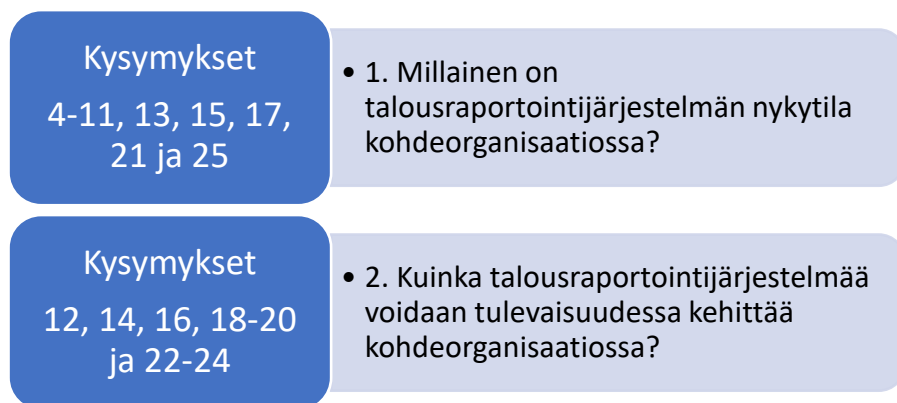 Kysymykset
4-11, 13, 15, 17,
21 ja 25
• 1. Millainen on
talousraportointijärjestelmän nykytila
kohdeorganisaatiossa?
Kysymykset
12, 14, 16, 18-20
ja 22-24
• 2. Kuinka talousraportointijärjestelmää
voidaan tulevaisuudessa kehittää
kohdeorganisaatiossa?